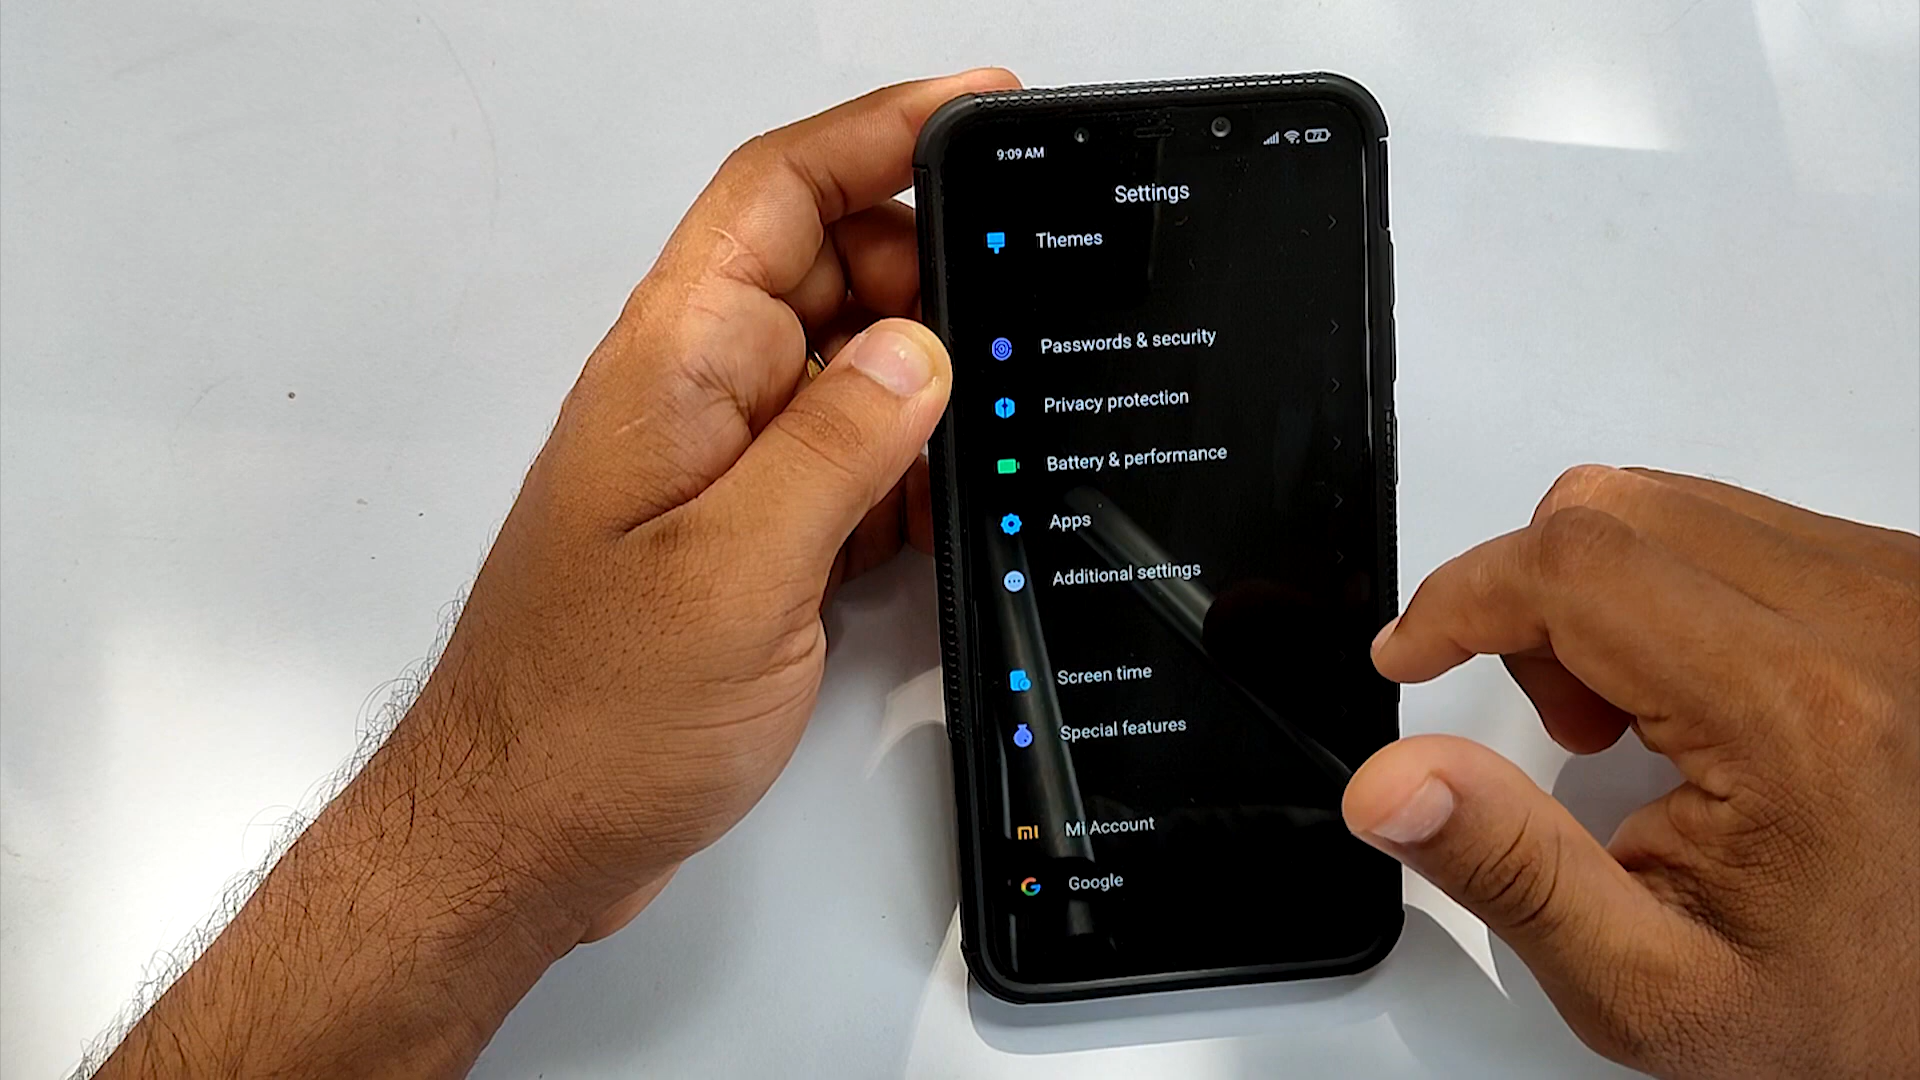 9:09 AM
72
Settings
Themes
Passwords & security
Privacy protection
Battery & performance
Apps
Additional settings
Screen time
Special features
Mi Account
Google